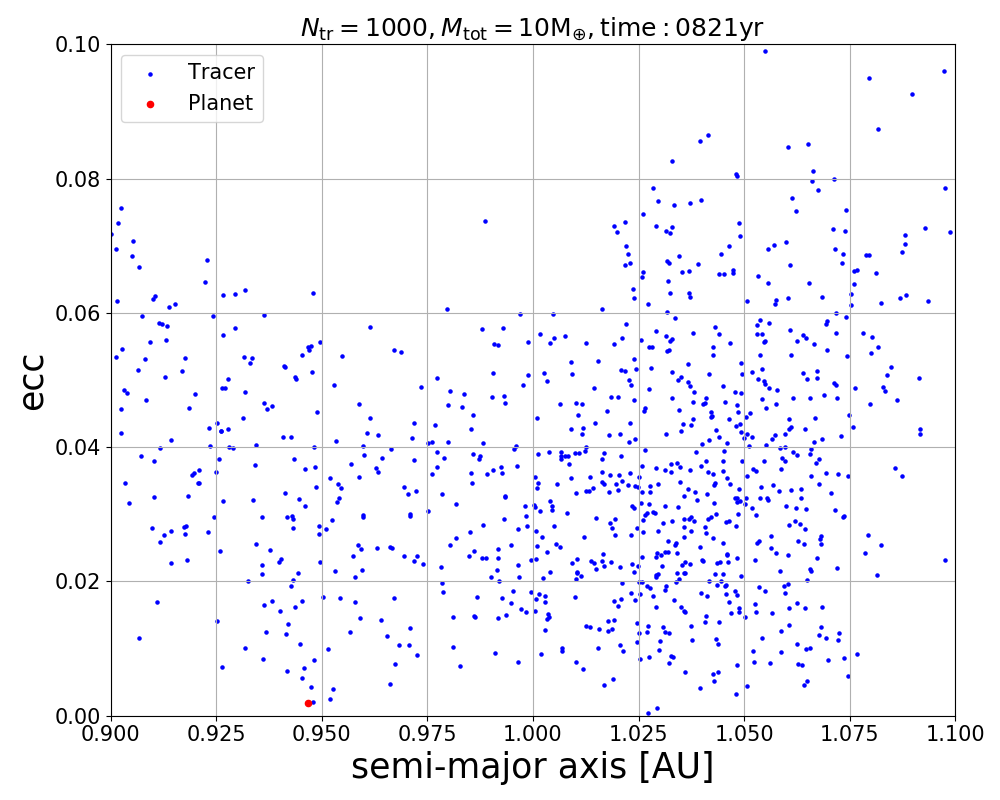 N_tr = 1000, M_tot = 10M_⊕, time : 0821yr
Tracer
Planet
ecc
0.10
0.08
0.06
0.04
0.02
0.00
0.900 0.925 0.950 0.975 1.000 1.025 1.050 1.075 1.100
semi-major axis [AU]